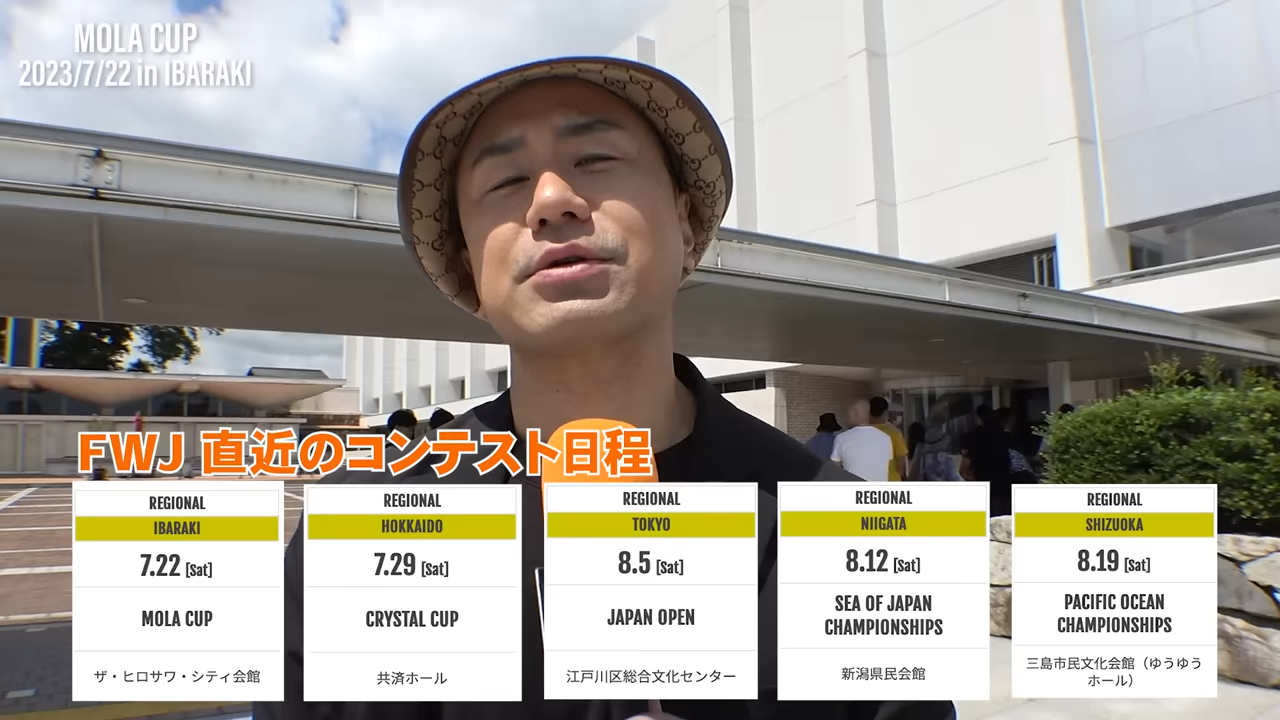 MOLA CUP
2023/7/22 in IBARAKI
FWJ 直近のコンテスト日程
REGIONAL
IBARAKI
7.22 [Sat]
MOLA CUP
ザ・ヒロサワ・シティ会館
REGIONAL
HOKKAIDO
7.29 [Sat]
CRYSTAL CUP
共済ホール
REGIONAL
TOKYO
8.5 [Sat]
JAPAN OPEN
江戸川区総合文化センター
REGIONAL
NIIGATA
8.12 [Sat]
SEA OF JAPAN
CHAMPIONSHIPS
新潟県民会館
REGIONAL
SHIZUOKA
8.19 [Sat]
PACIFIC OCEAN
CHAMPIONSHIPS
三島市民文化会館（ゆうゆう
ホール）